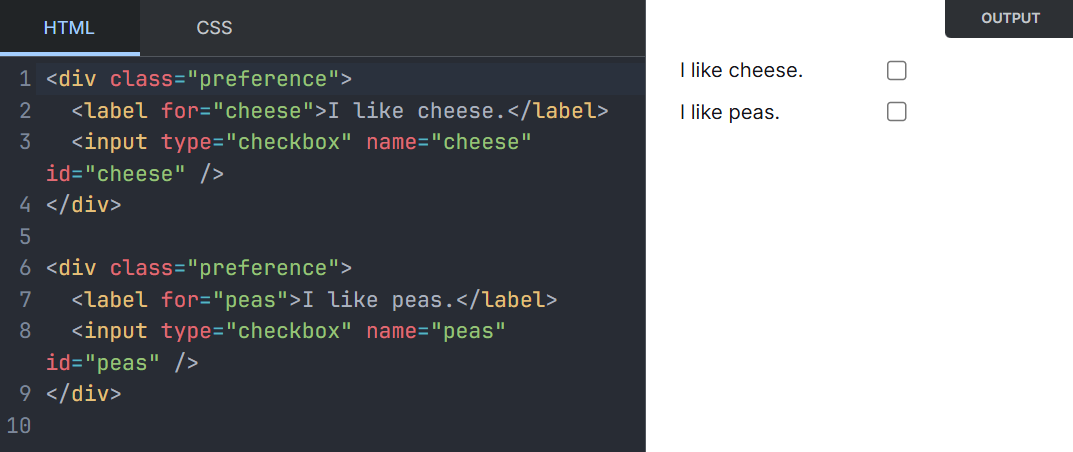 HTML CSS OUTPUT
1 <div class="preference">
2   <label for="cheese">I like cheese.</label>
3   <input type="checkbox" name="cheese"
id="cheese" />
4 </div>
5
6 <div class="preference">
7   <label for="peas">I like peas.</label>
8   <input type="checkbox" name="peas"
id="peas" />
9 </div>
10
I like cheese.
I like peas.